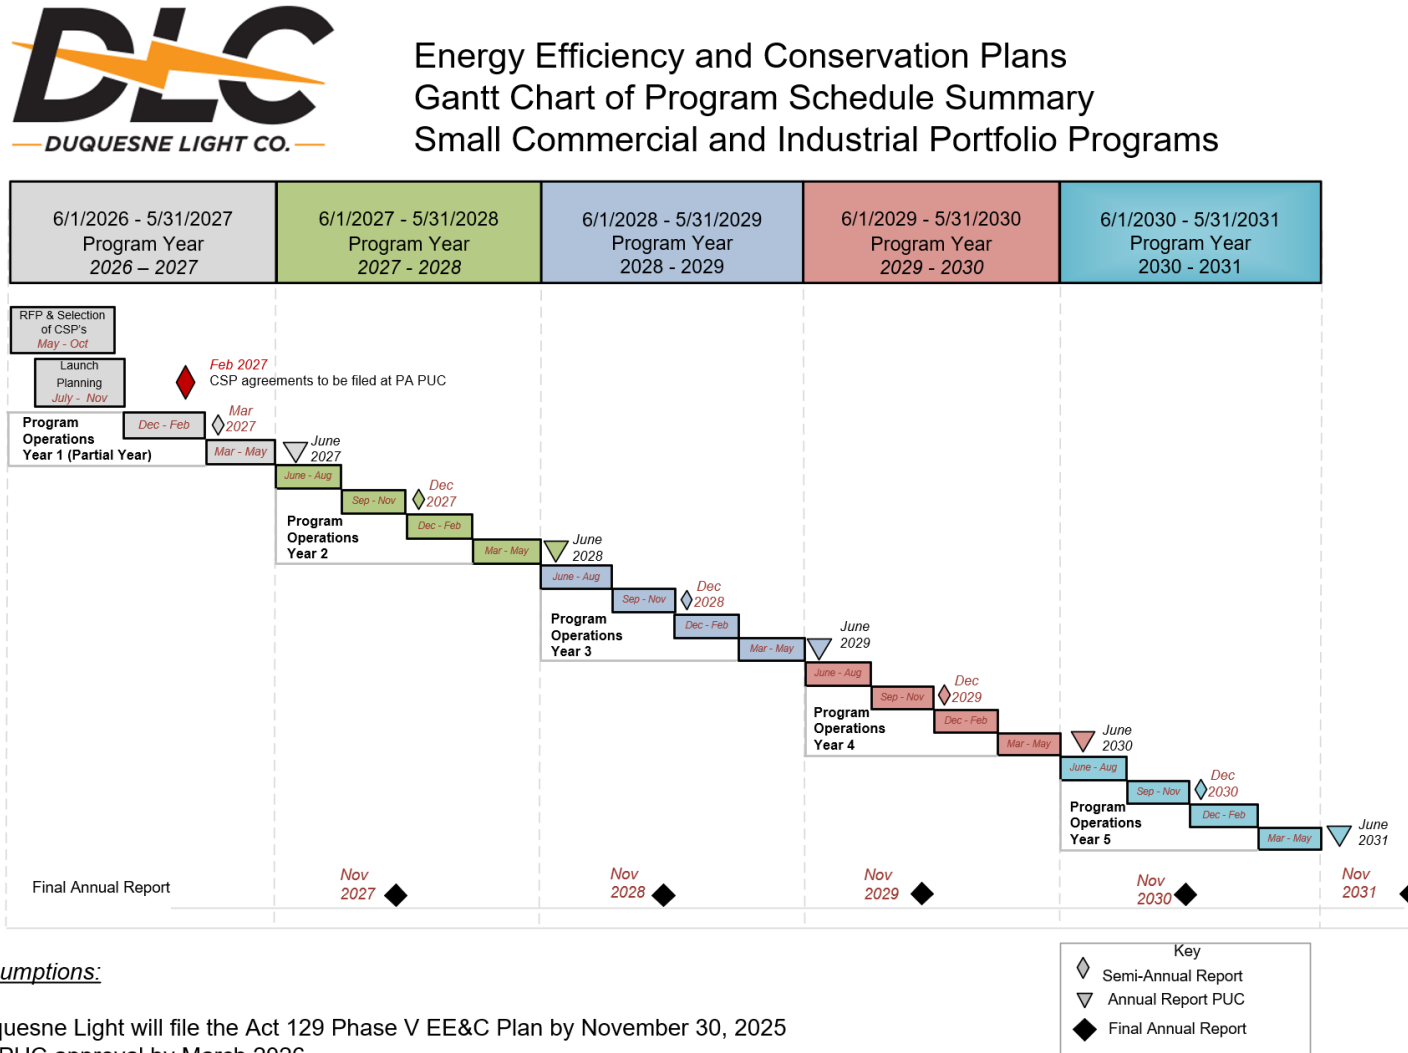 DLC
DUQUESNE LIGHT CO.
Energy Efficiency and Conservation Plans
Gantt Chart of Program Schedule Summary
Small Commercial and Industrial Portfolio Programs
6/1/2026 - 5/31/2027
Program Year
2026 – 2027
6/1/2027 - 5/31/2028
Program Year
2027 - 2028
6/1/2028 - 5/31/2029
Program Year
2028 - 2029
6/1/2029 - 5/31/2030
Program Year
2029 - 2030
6/1/2030 - 5/31/2031
Program Year
2030 - 2031
RFP & Selection
of CSP's
May - Oct
Launch
Planning
July - Nov
Feb 2027
CSP agreements to be filed at PA PUC
Program
Operations
Year 1 (Partial Year)
Dec - Feb
Mar
2027
Mar - May
June
2027
June - Aug
Sep - Nov
Dec
2027
Program
Operations
Year 2
Dec - Feb
Mar - May
June
2028
June - Aug
Sep - Nov
Dec
2028
Program
Operations
Year 3
Dec - Feb
Mar - May
June
2029
June - Aug
Sep - Nov
Dec
2029
Program
Operations
Year 4
Dec - Feb
Mar - May
June
2030
June - Aug
Sep - Nov
Dec
2030
Program
Operations
Year 5
Dec - Feb
Mar - May
June
2031
Final Annual Report
Nov
2027
Nov
2028
Nov
2029
Nov
2030
Nov
2031
Key
Semi-Annual Report
Annual Report PUC
Final Annual Report
umptions:
quesne Light will file the Act 129 Phase V EE&C Plan by November 30, 2025
PUC approval by March 2026